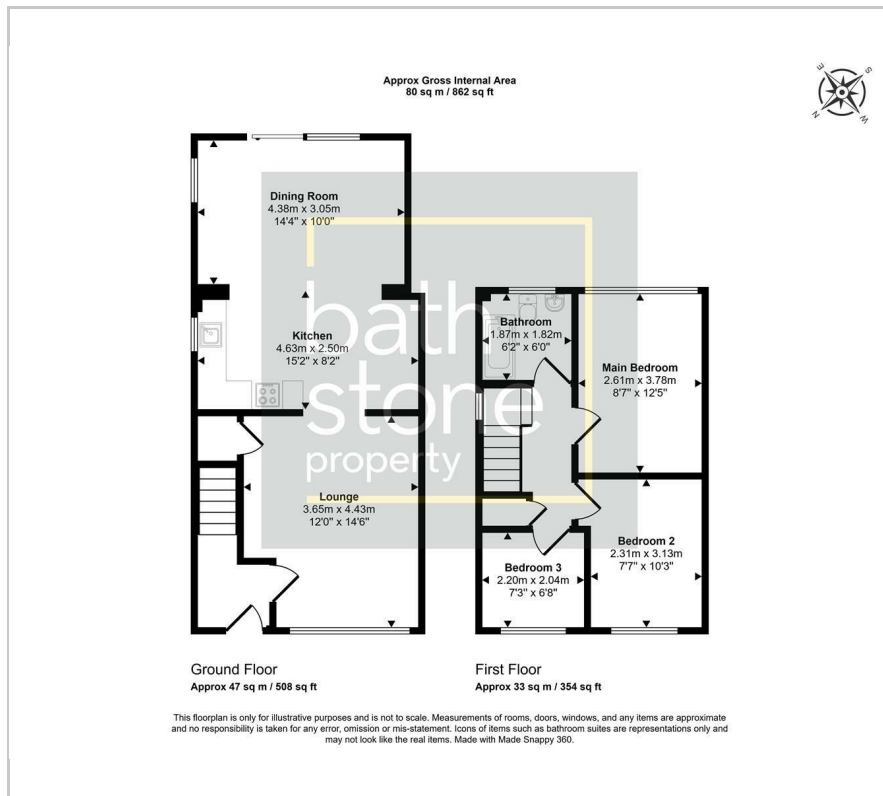 Approx Gross Internal Area
80 sq m / 862 sq ft
E
S
N
W
Dining Room
4.38m x 3.05m
14'4" x 10'0"
Kitchen
4.63m x 2.50m
15'2" x 8'2"
Lounge
3.65m x 4.43m
12'0" x 14'6"
Bathroom
1.87m x 1.82m
6'2" x 6'0"
Main Bedroom
2.61m x 3.78m
8'7" x 12'5"
Bedroom 2
2.31m x 3.13m
7'7" x 10'3"
Bedroom 3
2.20m x 2.04m
7'3" x 6'8"
bath
stone
property
Ground Floor
Approx 47 sq m / 508 sq ft
First Floor
Approx 33 sq m / 354 sq ft
This floorplan is only for illustrative purposes and is not to scale. Measurements of rooms, doors, windows, and any items are approximate
and no responsibility is taken for any error, omission or mis-statement. Icons of items such as bathroom suites are representations only and
may not look like the real items. Made with Made Snappy 360.